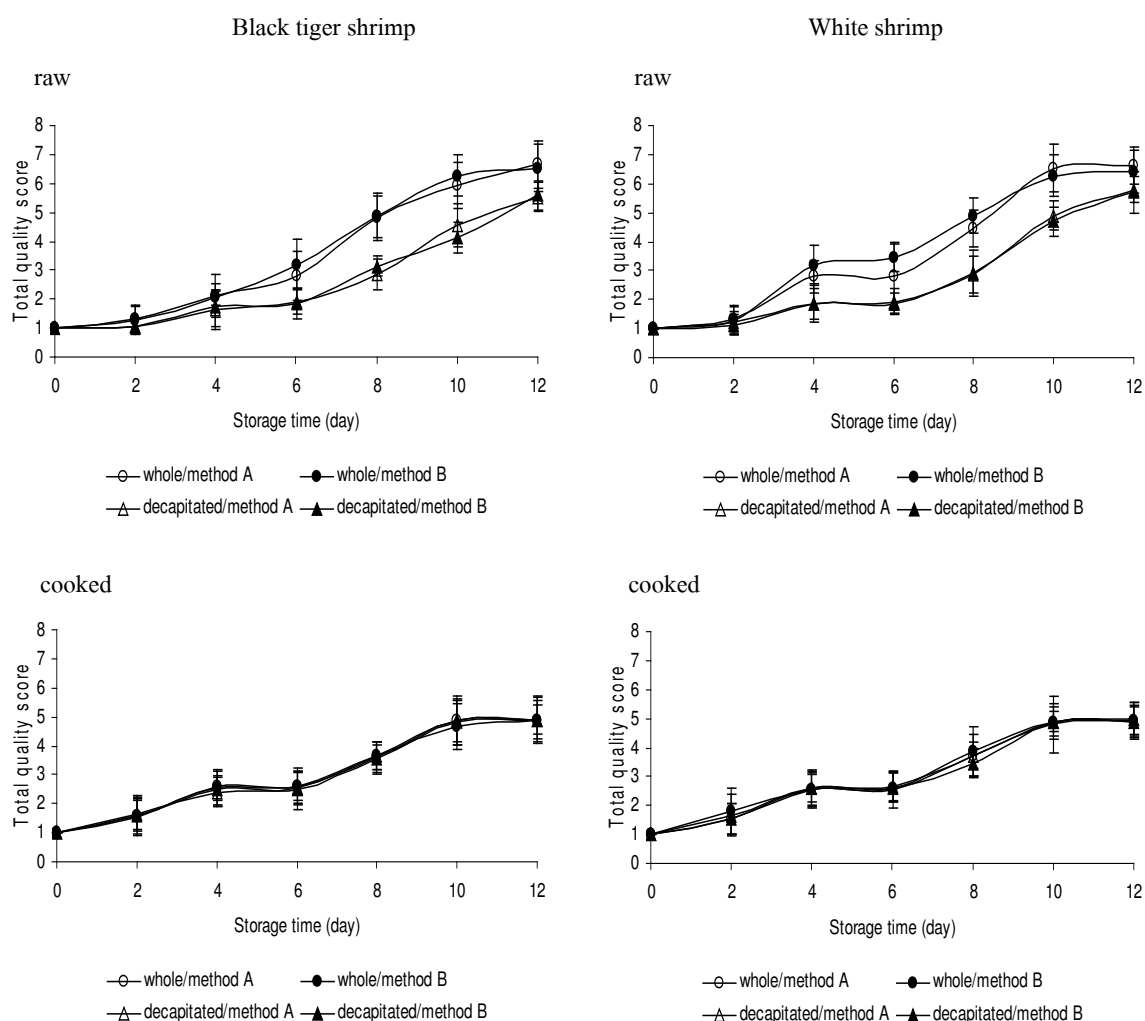 Black tiger shrimp
White shrimp
raw
raw
Total quality score
8
7
6
5
4
3
2
1
0
0 2 4 6 8 10 12
Storage time (day)
whole/method A whole/method B
decapitated/method A decapitated/method B
Total quality score
8
7
6
5
4
3
2
1
0
0 2 4 6 8 10 12
Storage time (day)
whole/method A whole/method B
decapitated/method A decapitated/method B
cooked
cooked
Total quality score
8
7
6
5
4
3
2
1
0
0 2 4 6 8 10 12
Storage time (day)
whole/method A whole/method B
decapitated/method A decapitated/method B
Total quality score
8
7
6
5
4
3
2
1
0
0 2 4 6 8 10 12
Storage time (day)
whole/method A whole/method B
decapitated/method A decapitated/method B